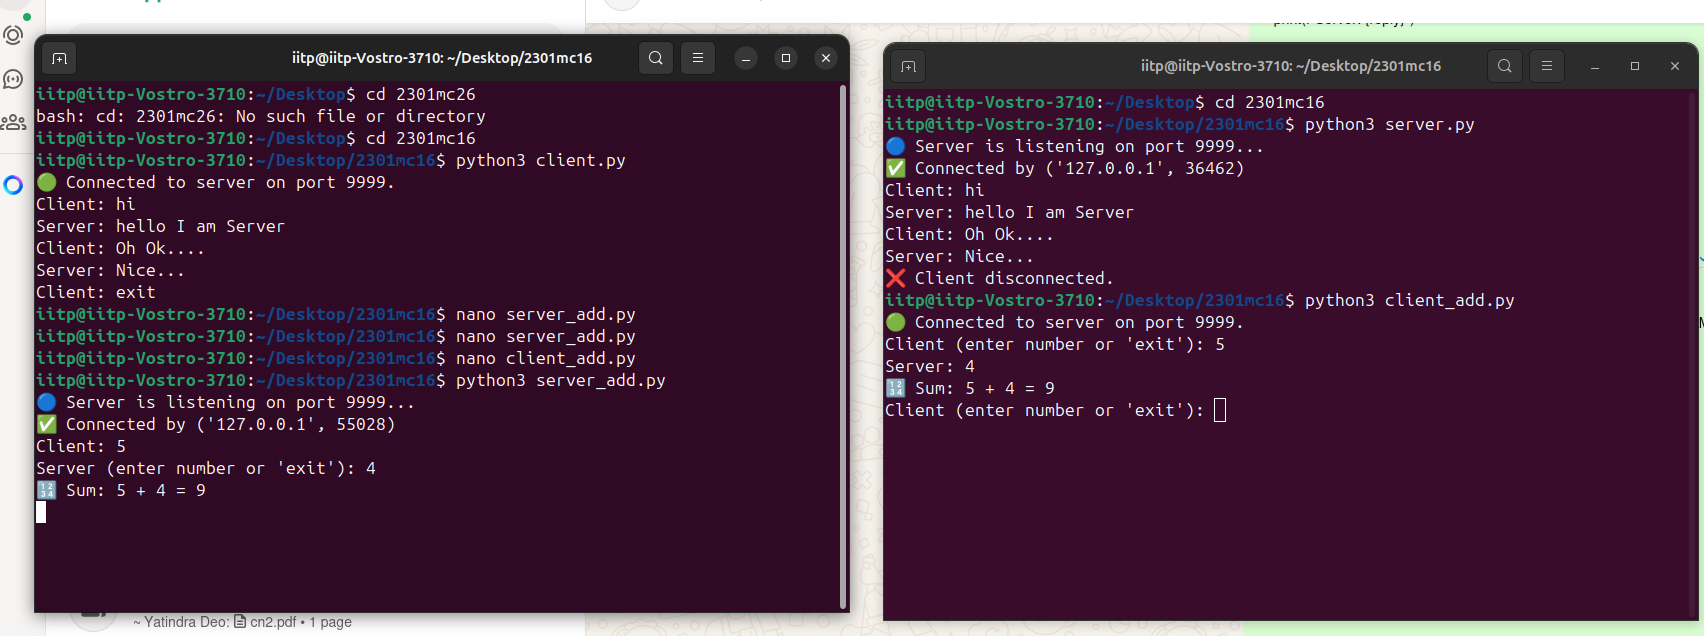 print(f"Server: {reply}")
iitp@iitp-Vostro-3710: ~/Desktop/2301mc16
iitp@iitp-Vostro-3710:~/Desktop$ cd 2301mc26
bash: cd: 2301mc26: No such file or directory
iitp@iitp-Vostro-3710:~/Desktop$ cd 2301mc16
iitp@iitp-Vostro-3710:~/Desktop/2301mc16$ python3 client.py
🟢 Connected to server on port 9999.
Client: hi
Server: hello I am Server
Client: Oh Ok....
Server: Nice...
Client: exit
iitp@iitp-Vostro-3710:~/Desktop/2301mc16$ nano server_add.py
iitp@iitp-Vostro-3710:~/Desktop/2301mc16$ nano server_add.py
iitp@iitp-Vostro-3710:~/Desktop/2301mc16$ nano client_add.py
iitp@iitp-Vostro-3710:~/Desktop/2301mc16$ python3 server_add.py
🔵 Server is listening on port 9999...
✅ Connected by ('127.0.0.1', 55028)
Client: 5
Server (enter number or 'exit'): 4
🔢 Sum: 5 + 4 = 9
~ Yatindra Deo: cn2.pdf • 1 page
iitp@iitp-Vostro-3710: ~/Desktop/2301mc16
iitp@iitp-Vostro-3710:~/Desktop$ cd 2301mc16
iitp@iitp-Vostro-3710:~/Desktop/2301mc16$ python3 server.py
🔵 Server is listening on port 9999...
✅ Connected by ('127.0.0.1', 36462)
Client: hi
Server: hello I am Server
Client: Oh Ok....
Server: Nice...
❌ Client disconnected.
iitp@iitp-Vostro-3710:~/Desktop/2301mc16$ python3 client_add.py
🟢 Connected to server on port 9999.
Client (enter number or 'exit'): 5
Server: 4
🔢 Sum: 5 + 4 = 9
Client (enter number or 'exit'):